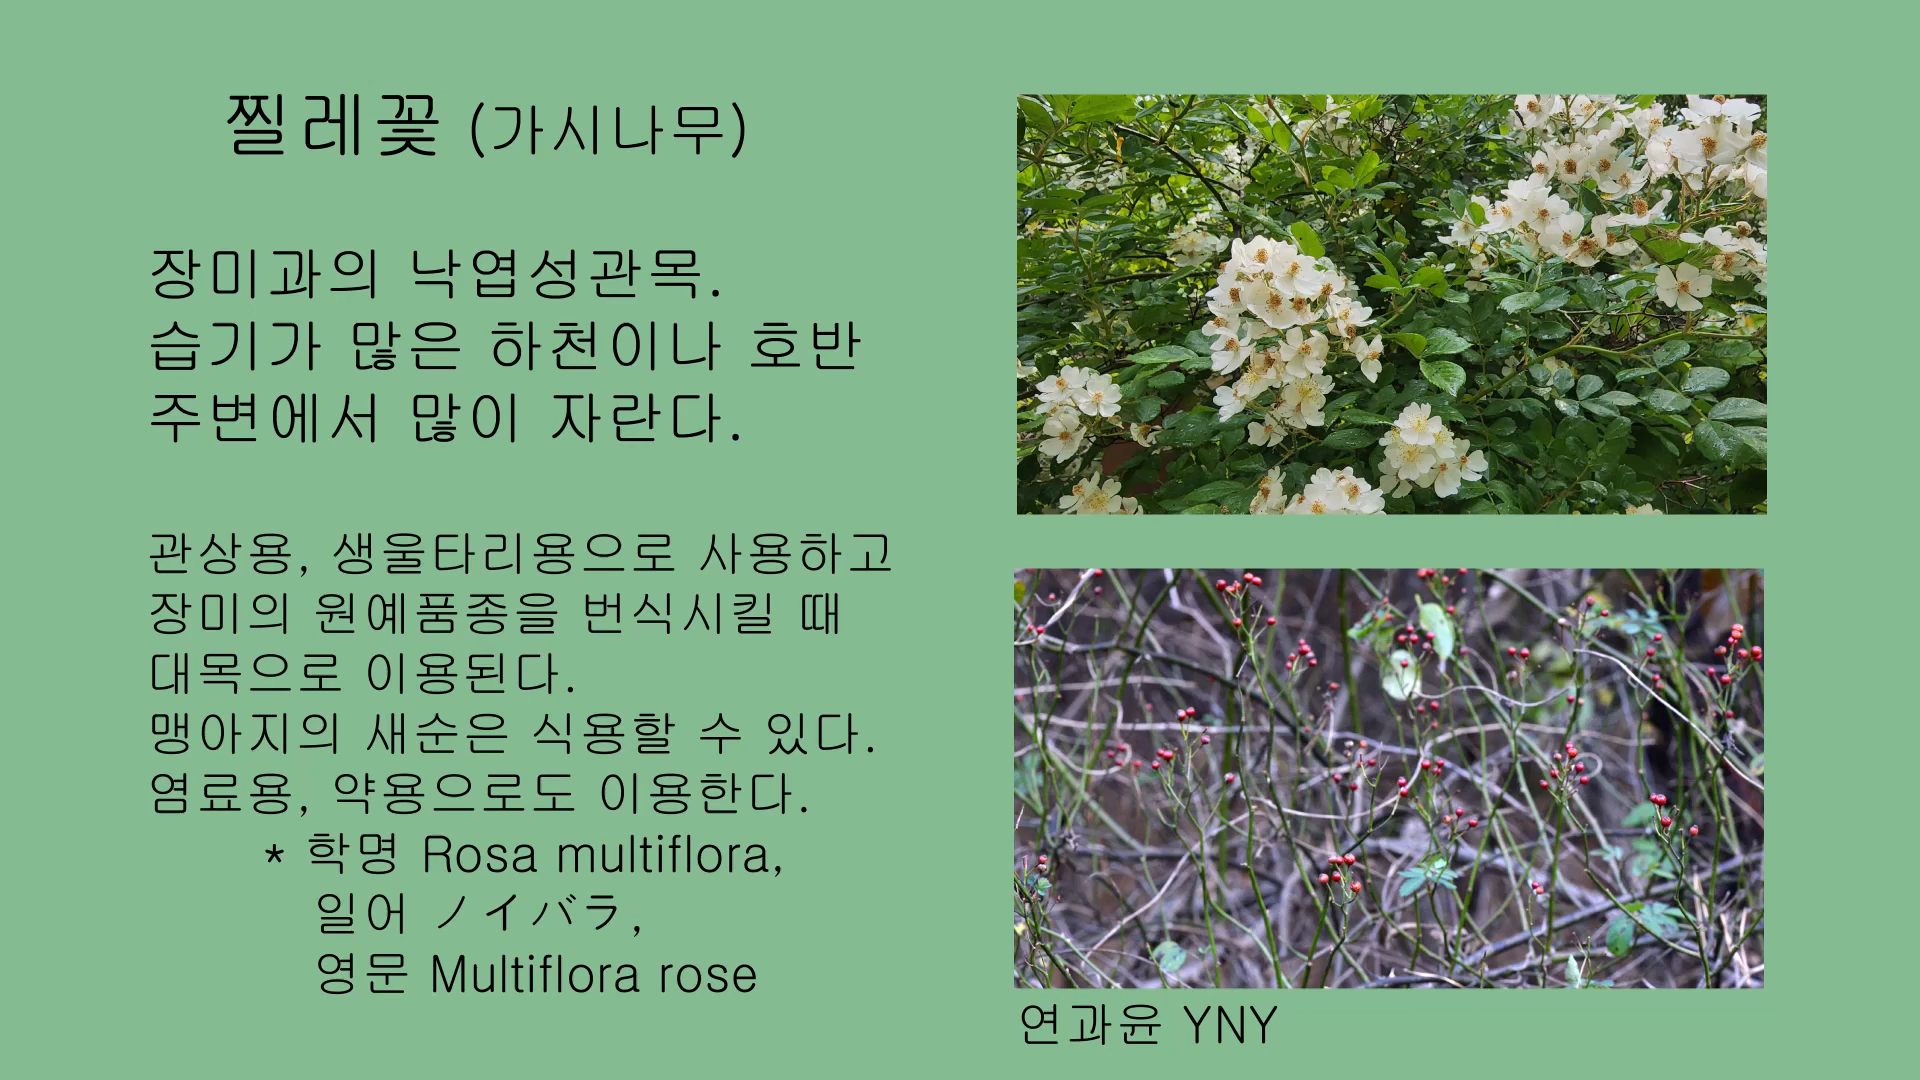 찔레꽃 (가시나무)
장미과의 낙엽성관목.
습기가 많은 하천이나 호반
주변에서 많이 자란다.
관상용, 생울타리용으로 사용하고
장미의 원예품종을 번식시킬 때
대목으로 이용된다.
맹아지의 새순은 식용할 수 있다.
염료용, 약용으로도 이용한다.
* 학명 Rosa multiflora,
일어 ノイバラ,
영문 Multiflora rose
연과윤 YNY